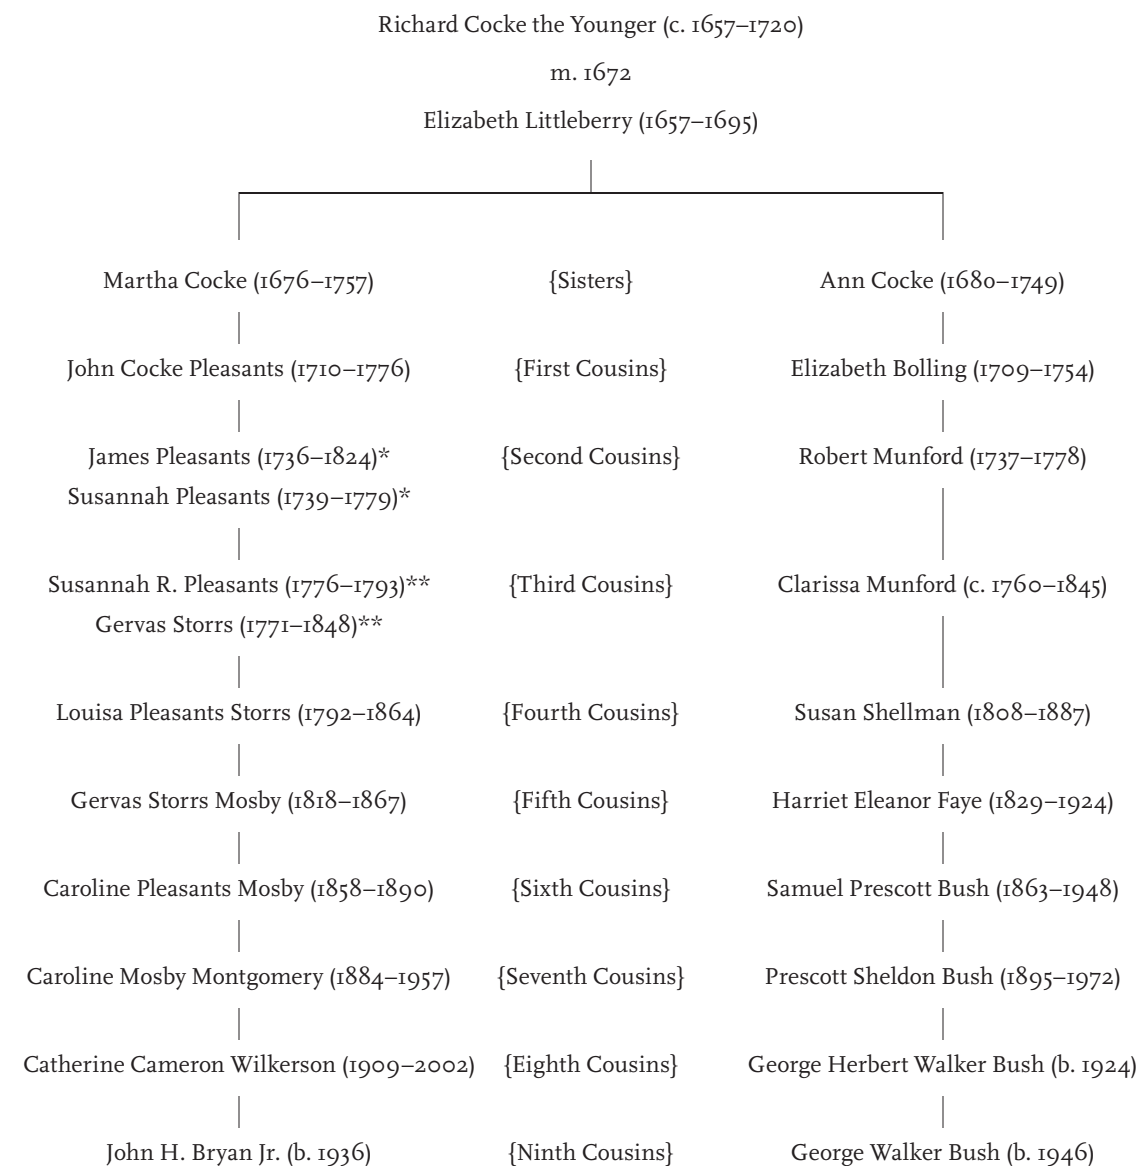 Richard Cocke the Younger (c. 1657–1720)
m. 1672
Elizabeth Littleberry (1657–1695)
Martha Cocke (1676–1757) {Sisters} Ann Cocke (1680–1749)
John Cocke Pleasants (1710–1776) {First Cousins} Elizabeth Bolling (1709–1754)
James Pleasants (1736–1824)* {Second Cousins} Robert Munford (1737–1778)
Susannah Pleasants (1739–1779)*
Susannah R. Pleasants (1776–1793)** {Third Cousins} Clarissa Munford (c. 1760–1845)
Gervas Storrs (1771–1848)**
Louisa Pleasants Storrs (1792–1864) {Fourth Cousins} Susan Shellman (1808–1887)
Gervas Storrs Mosby (1818–1867) {Fifth Cousins} Harriet Eleanor Faye (1829–1924)
Caroline Pleasants Mosby (1858–1890) {Sixth Cousins} Samuel Prescott Bush (1863–1948)
Caroline Mosby Montgomery (1884–1957) {Seventh Cousins} Prescott Sheldon Bush (1895–1972)
Catherine Cameron Wilkerson (1909–2002) {Eighth Cousins} George Herbert Walker Bush (b. 1924)
John H. Bryan Jr. (b. 1936) {Ninth Cousins} George Walker Bush (b. 1946)